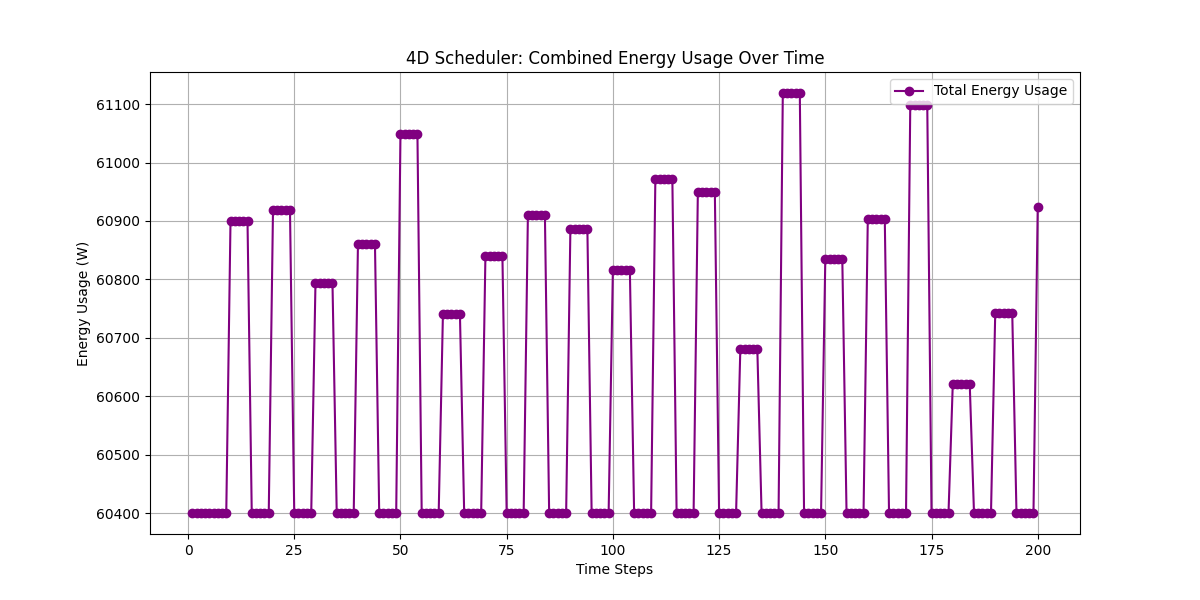 4D Scheduler: Combined Energy Usage Over Time
Total Energy Usage
Energy Usage (W)
61100
61000
60900
60800
60700
60600
60500
60400
0 25 50 75 100 125 150 175 200
Time Steps